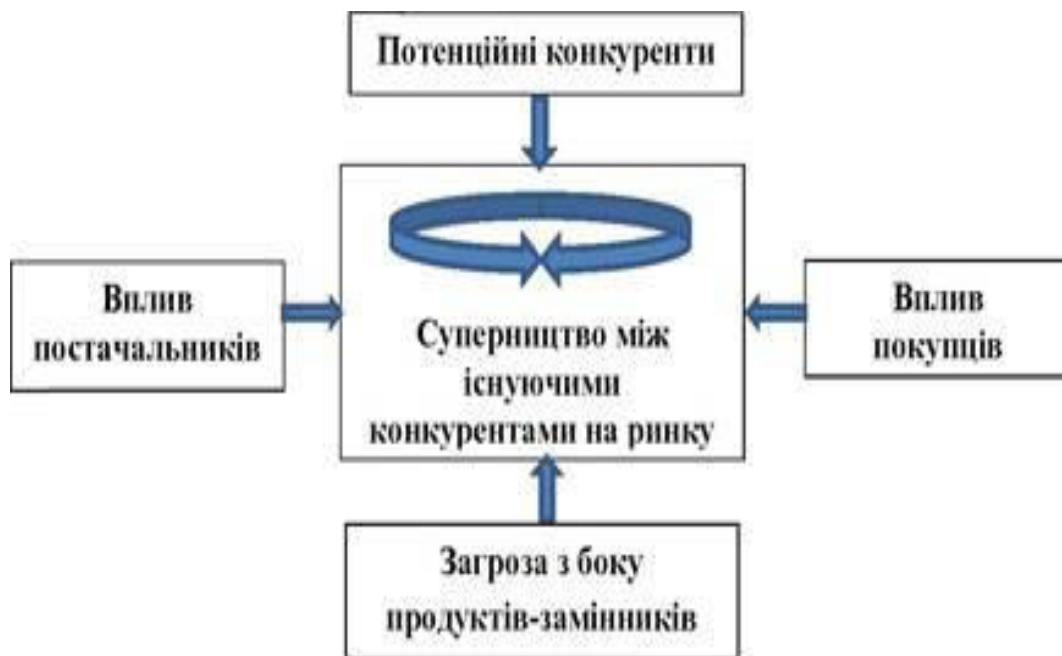 Потенційні конкуренти
Вплив
постачальників
Суперництво між
існуючими
конкурентами на ринку
Вплив
покупців
Загроза з боку
продуктів-замінників